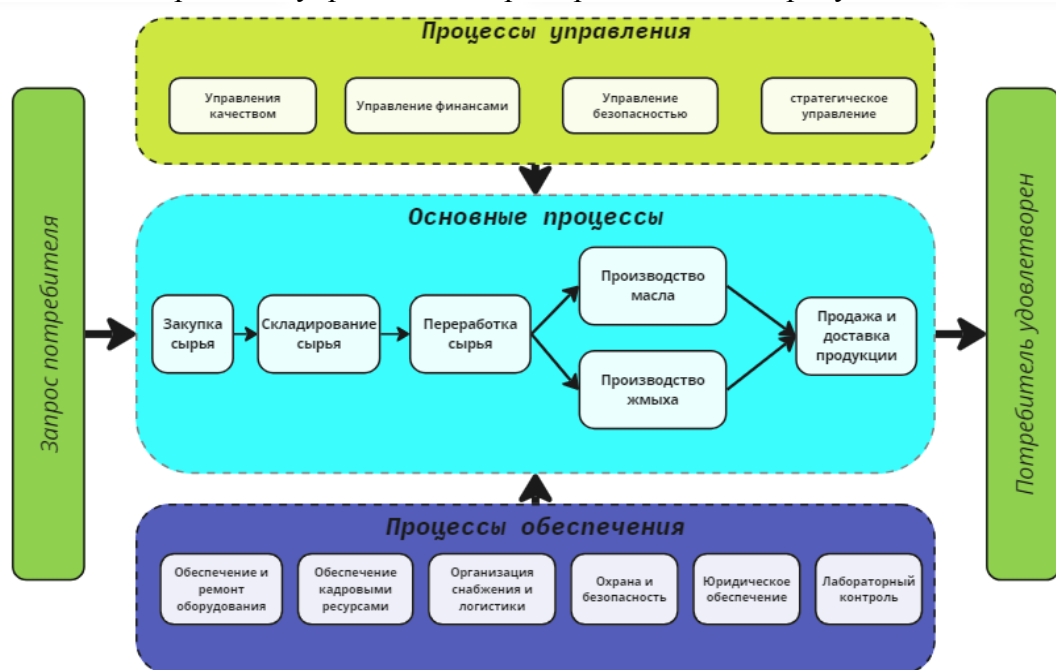 Процессы управления
Управления
качеством
Управление финансами
Управление
безопасностью
стратегическое
управление
Запрос потребителя
Основные процессы
Закупка
сырья
Складирование
сырья
Переработка
сырья
Производство
масла
Производство
жмыха
Продажа и
доставка
продукции
Потребитель удовлетворен
Процессы обеспечения
Обеспечение и
ремонт
оборудования
Обеспечение
кадровыми
ресурсами
Организация
снабжения и
логистики
Охрана и
безопасность
Юридическое
обеспечение
Лабораторный
контроль